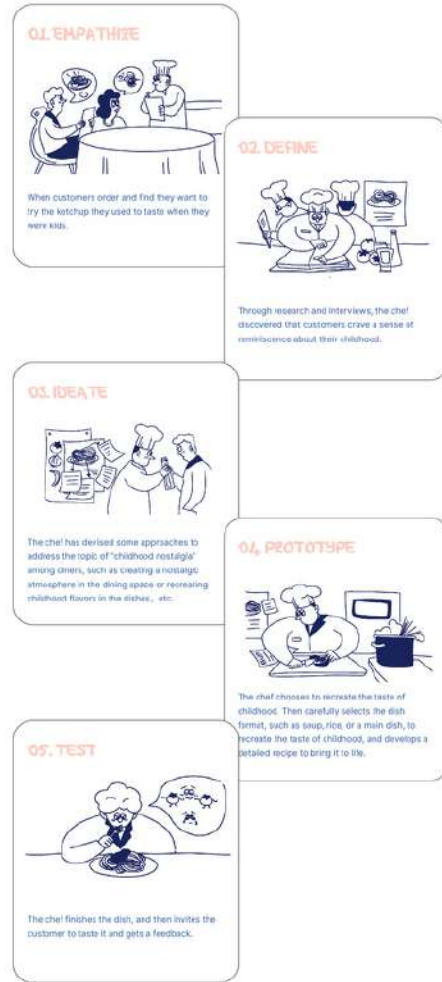 01. EMPATHIZE
When customers order and find they want to
try the ketchup they used to taste when they
were kids.
02. DEFINE
Through research and interviews, the chef
discovered that customers crave a sense of
reminiscence about their childhood.
03. IDEATE
The chef has derised some approaches to
address the topic of "childhood nostalgia"
among diners, such as creating a nostalgic
atmosphere in the dining space or recreating
childhood flavors in the dishes, etc.
04. PROTOTYPE
The chef chooses to recreate the taste of
childhood. Then carefully selects the dish
format, such as soup, rice, or a main dish, to
recreate the taste of childhood, and develops a
detailed recipe to bring it to life.
05. TEST
The chef finishes the dish, and then invites the
customer to taste it and gets a feedback.